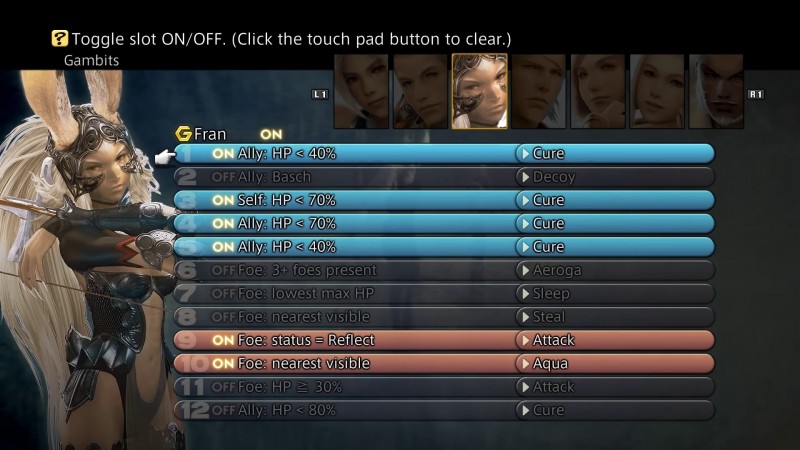 ? Toggle slot ON/OFF. (Click the touch pad button to clear.)
Gambits
L1
R1
G Fran ON
1 ON Ally: HP < 40% Cure
2 OFF Ally: Basch Decoy
3 ON Self: HP < 70% Cure
4 ON Ally: HP < 70% Cure
5 ON Ally: HP < 40% Cure
6 OFF Foe: 3+ foes present Aeroga
7 OFF Foe: lowest max HP Sleep
8 OFF Foe: nearest visible Steal
9 ON Foe: status = Reflect Attack
10 ON Foe: nearest visible Aqua
11 OFF Foe: HP ≧ 30% Attack
12 OFF Ally: HP < 80% Cure